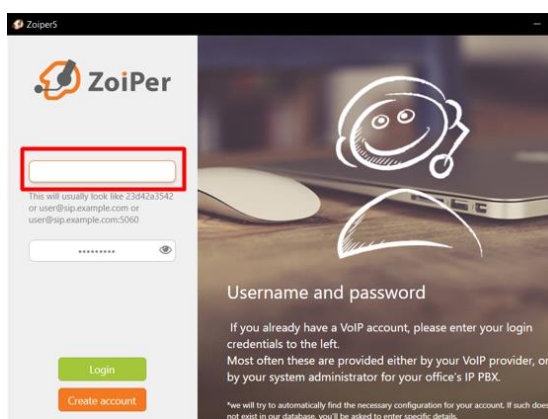 Zoiper5
ZoiPer
This will usually look like 23d42a3542
or user@sip.example.com or
user@sip.example.com:5060
•••••••••
Login
Create account
Username and password
If you already have a VoIP account, please enter your login
credentials to the left.
Most often these are provided either by your VoIP provider, or
by your system administrator for your office's IP PBX.
*we will try to automatically find the necessary configuration for your account. If such does
not exist in our database, you'll be asked to enter specific details.